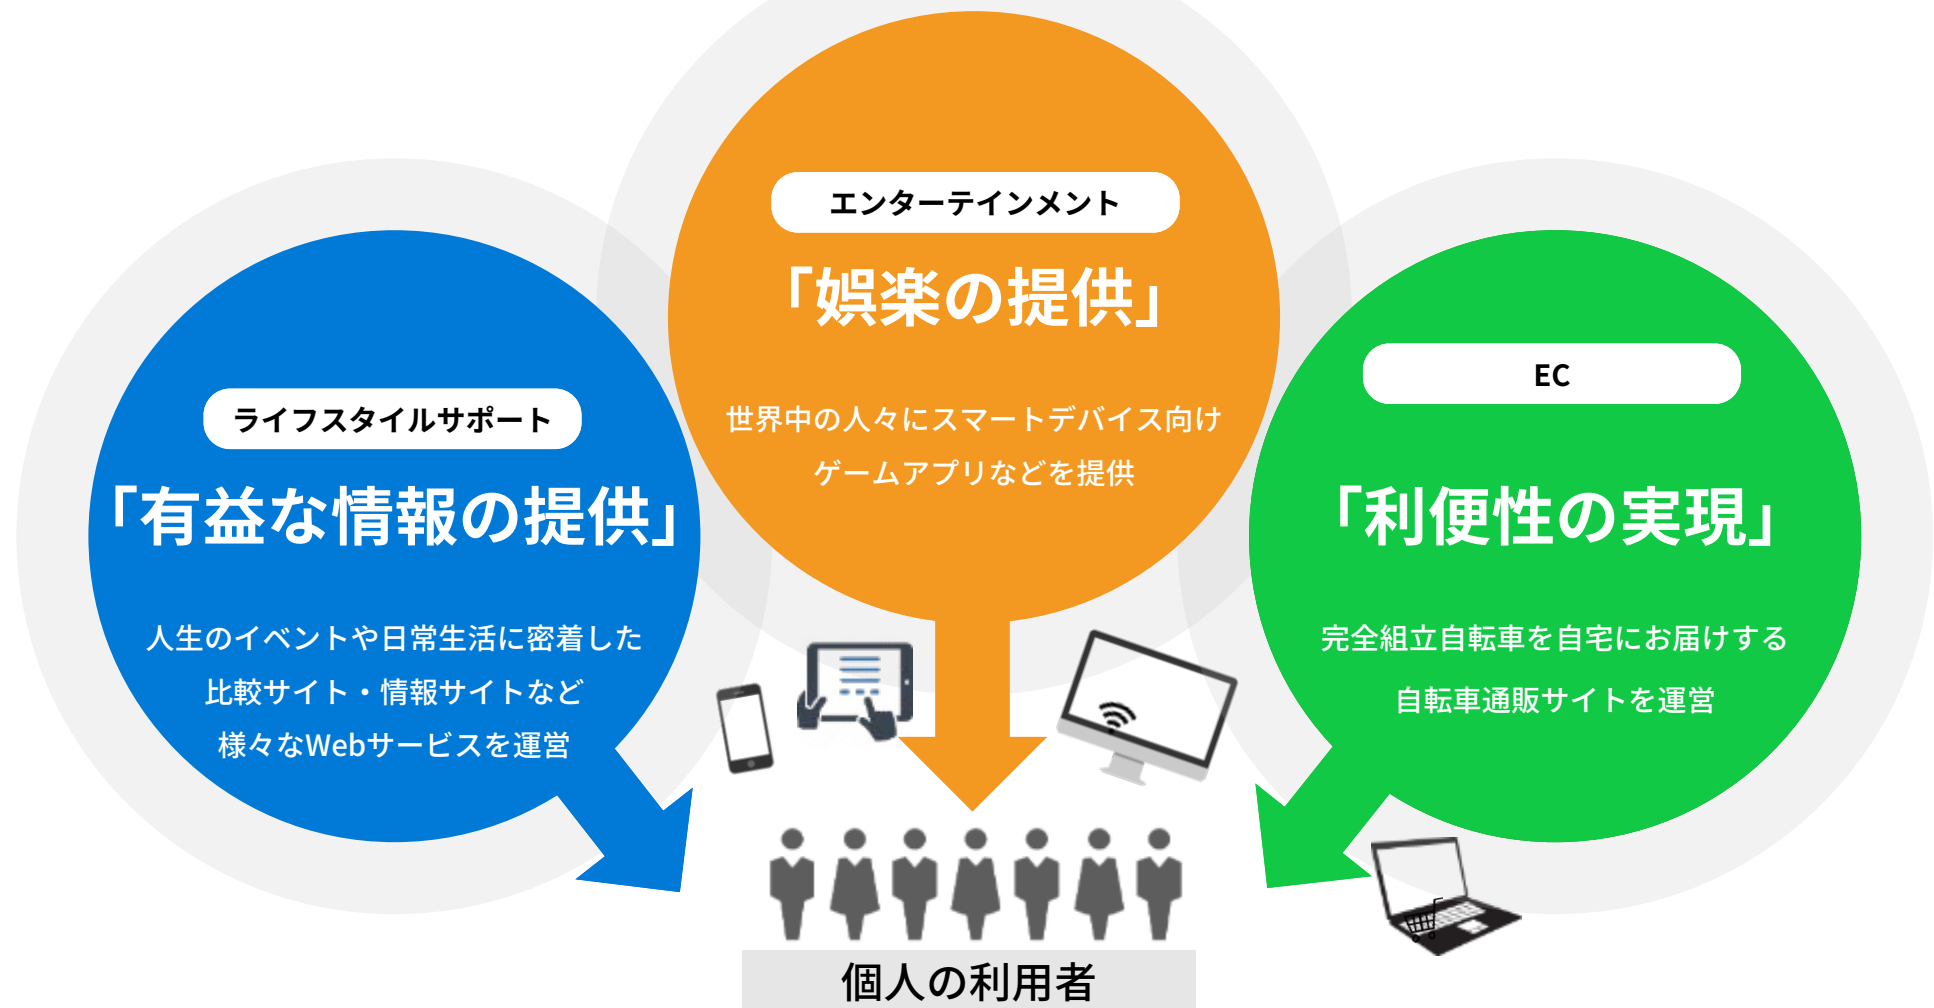 ライフスタイルサポート
「有益な情報の提供」
人生のイベントや日常生活に密着した
比較サイト・情報サイトなど
様々なWebサービスを運営
エンターテインメント
「娯楽の提供」
世界中の人々にスマートデバイス向け
ゲームアプリなどを提供
EC
「利便性の実現」
完全組立自転車を自宅にお届けする
自転車通販サイトを運営
個人の利用者